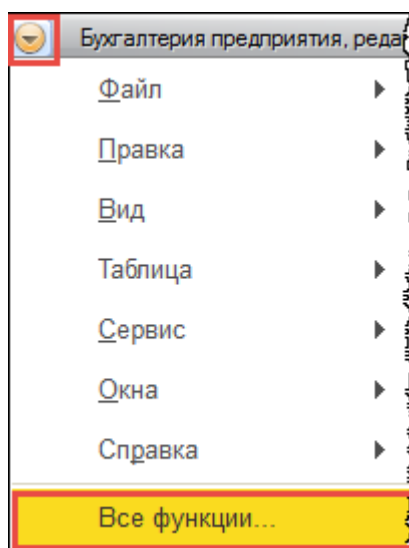 Бухгалтерия предприятия, реда
Файл
Правка
Вид
Таблица
Сервис
Окна
Справка
Все функции...